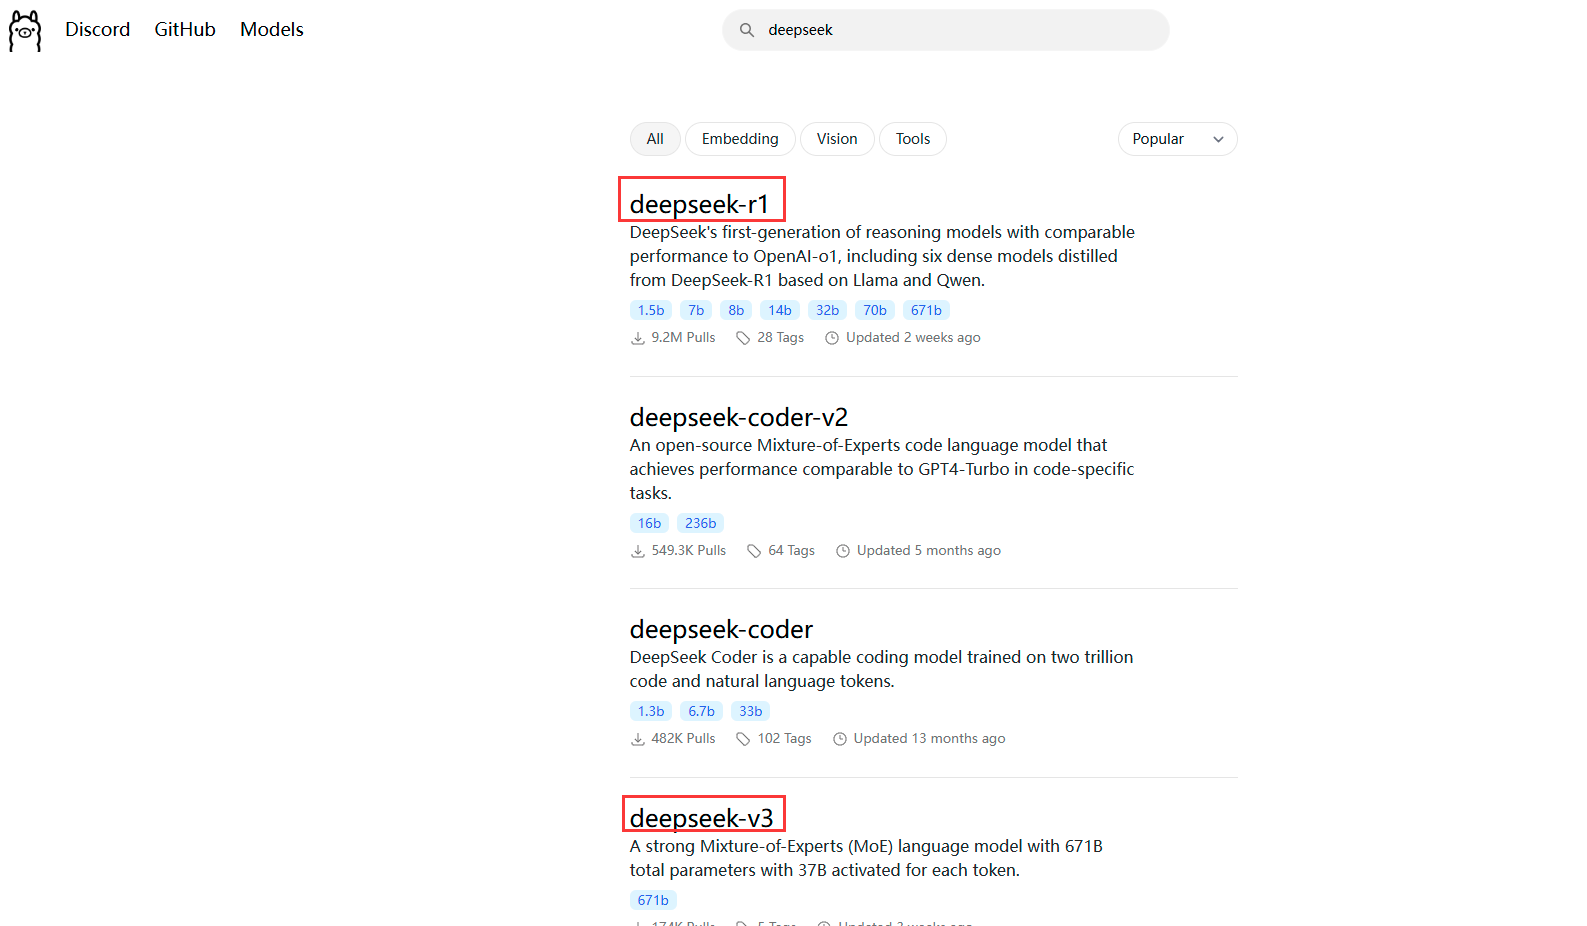 Discord GitHub Models deepseek
All Embedding Vision Tools Popular
deepseek-r1
DeepSeek's first-generation of reasoning models with comparable
performance to OpenAI-o1, including six dense models distilled
from DeepSeek-R1 based on Llama and Qwen.
1.5b 7b 8b 14b 32b 70b 671b
9.2M Pulls 28 Tags Updated 2 weeks ago
deepseek-coder-v2
An open-source Mixture-of-Experts code language model that
achieves performance comparable to GPT4-Turbo in code-specific
tasks.
16b 236b
549.3K Pulls 64 Tags Updated 5 months ago
deepseek-coder
DeepSeek Coder is a capable coding model trained on two trillion
code and natural language tokens.
1.3b 6.7b 33b
482K Pulls 102 Tags Updated 13 months ago
deepseek-v3
A strong Mixture-of-Experts (MoE) language model with 671B
total parameters with 37B activated for each token.
671b
Pulls Tags Updated weeks ago